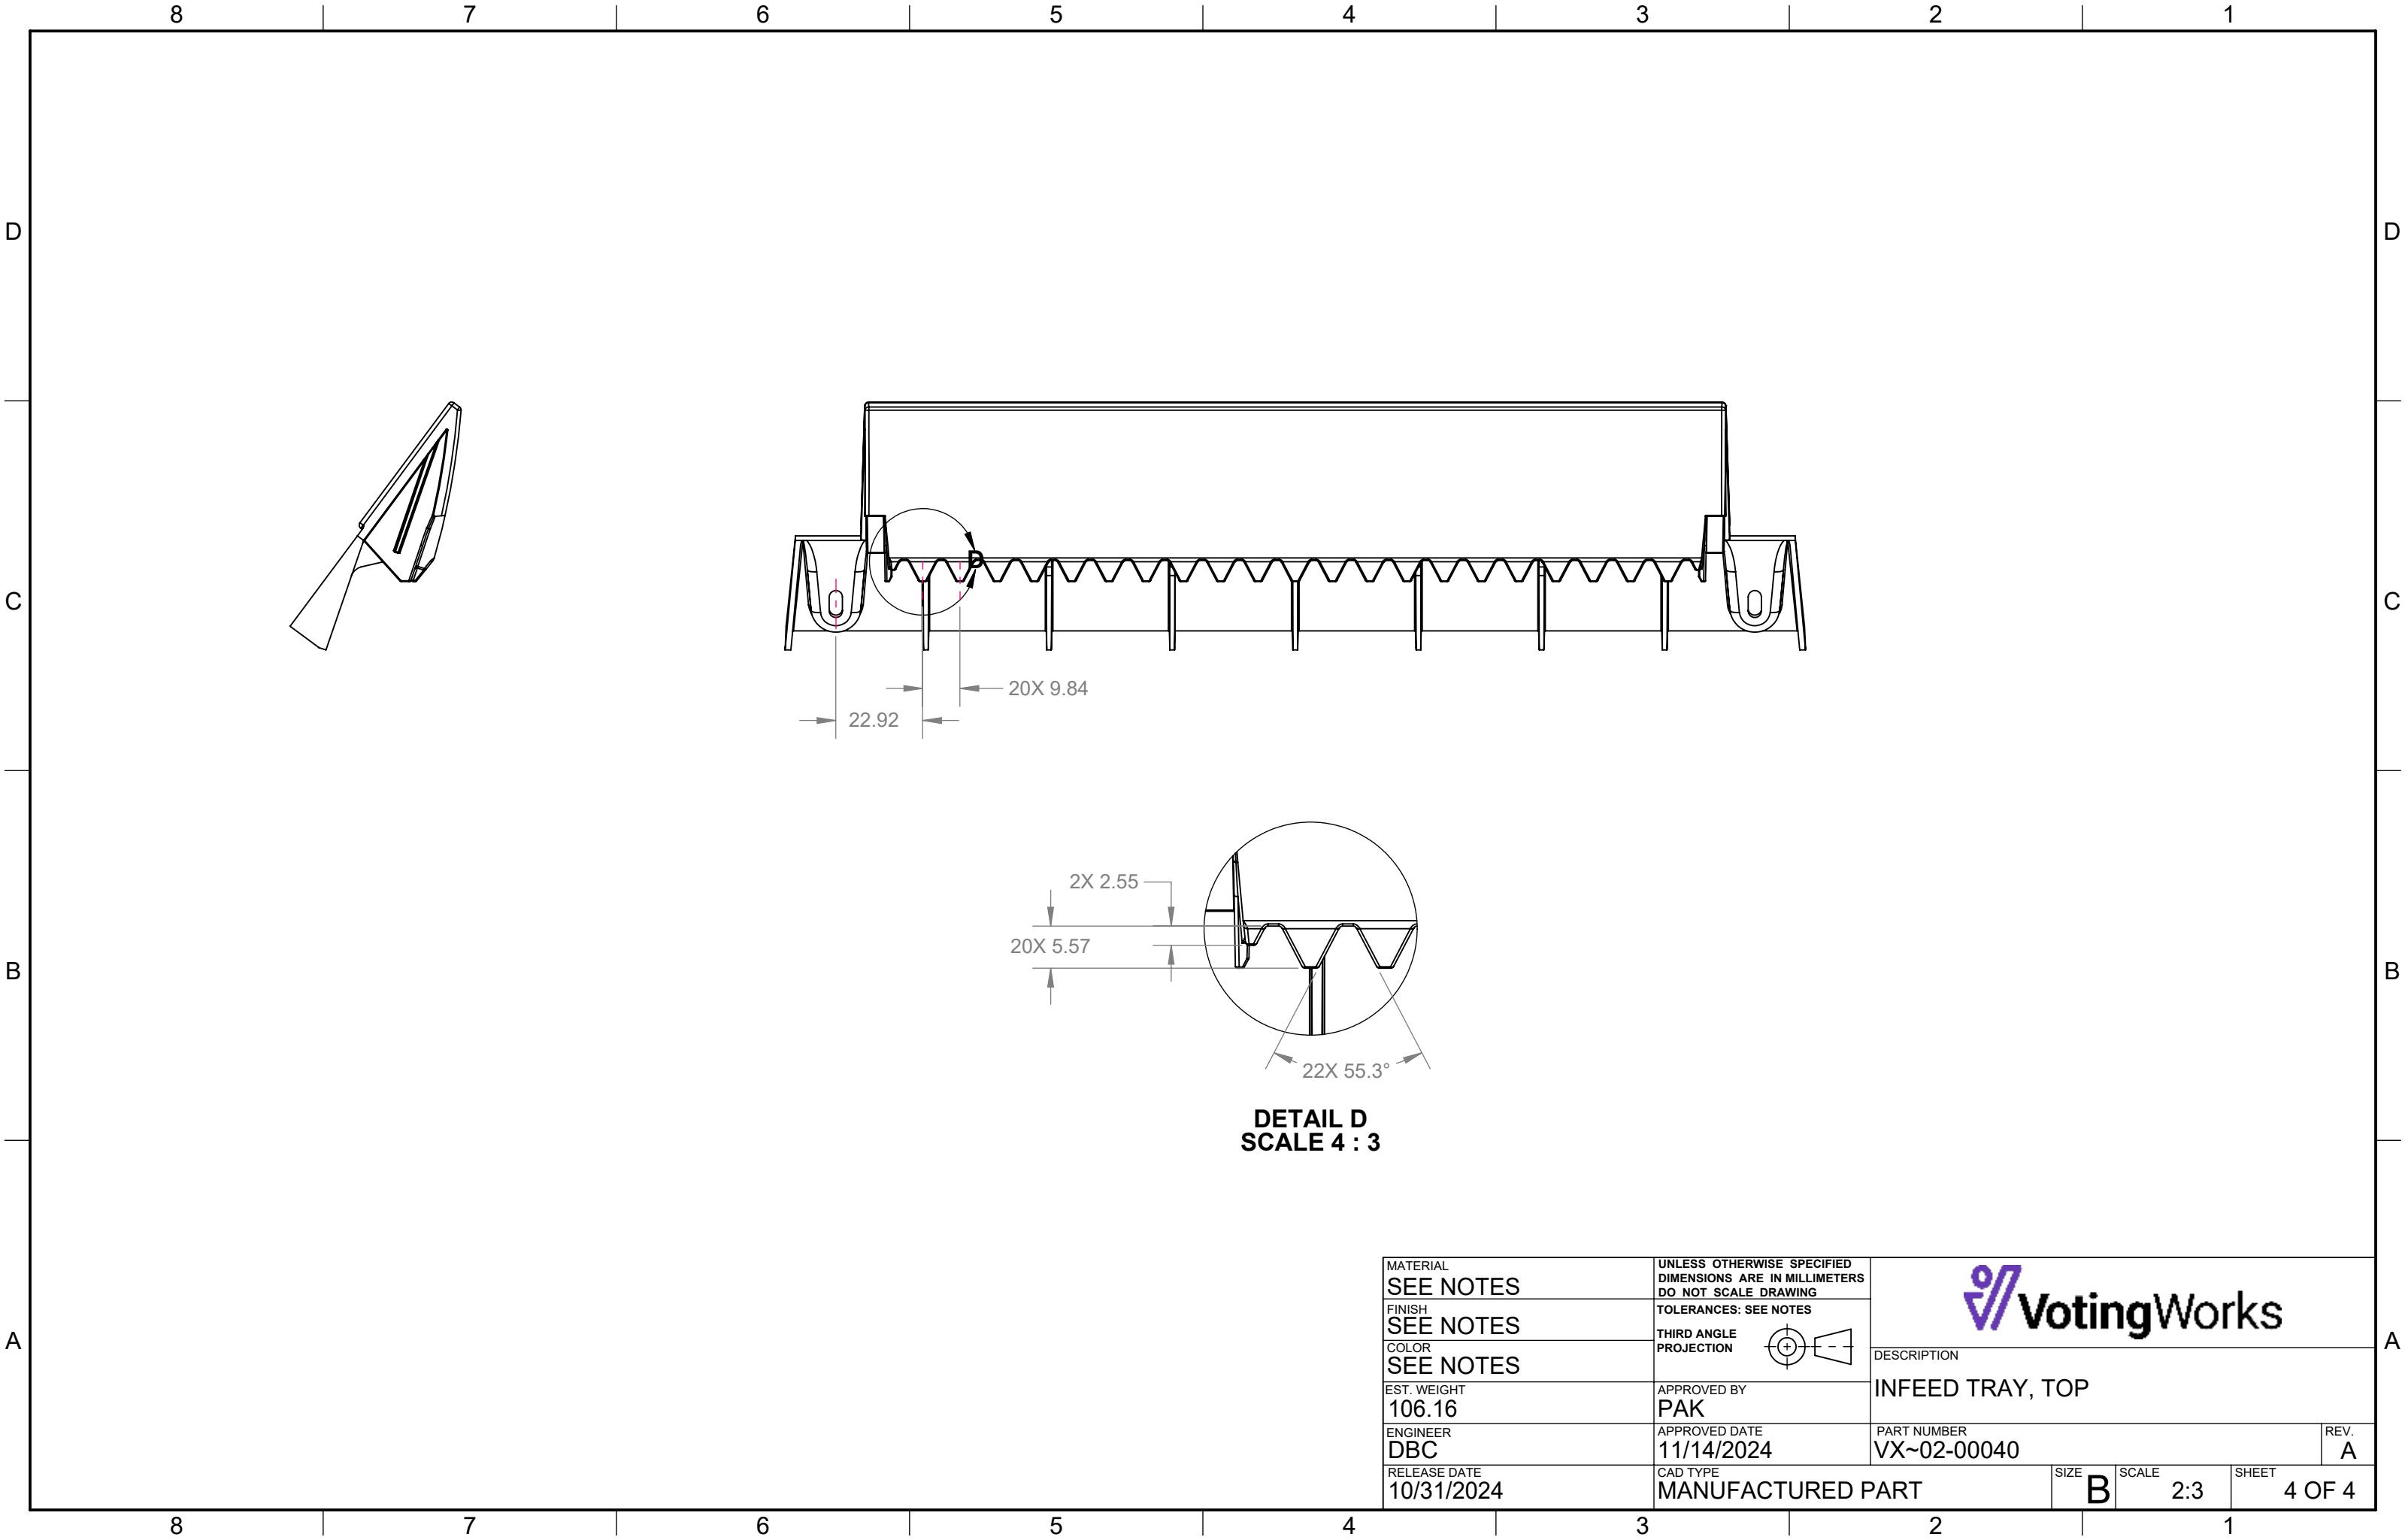 8 7 6 5 4 3 2 1
D D
C C
D
20X 9.84
22.92
2X 2.55
20X 5.57
22X 55.3°
DETAIL D
SCALE 4 : 3
B B
A A
MATERIAL
SEE NOTES
FINISH
SEE NOTES
COLOR
SEE NOTES
EST. WEIGHT
106.16
ENGINEER
DBC
RELEASE DATE
10/31/2024
UNLESS OTHERWISE SPECIFIED
DIMENSIONS ARE IN MILLIMETERS
DO NOT SCALE DRAWING
TOLERANCES: SEE NOTES
THIRD ANGLE
PROJECTION
APPROVED BY
PAK
APPROVED DATE
11/14/2024
CAD TYPE
MANUFACTURED PART
VotingWorks
DESCRIPTION
INFEED TRAY, TOP
PART NUMBER
VX~02-00040
REV.
A
SIZE
B
SCALE
2:3
SHEET
4 OF 4
8 7 6 5 4 3 2 1